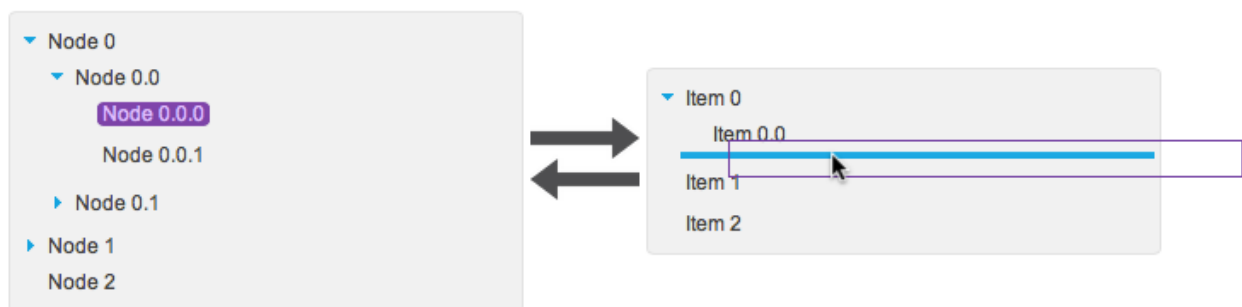 Node 0
Node 0.0
Node 0.0.0
Node 0.0.1
Node 0.1
Node 1
Node 2
Item 0
Item 0.0
Item 1
Item 2